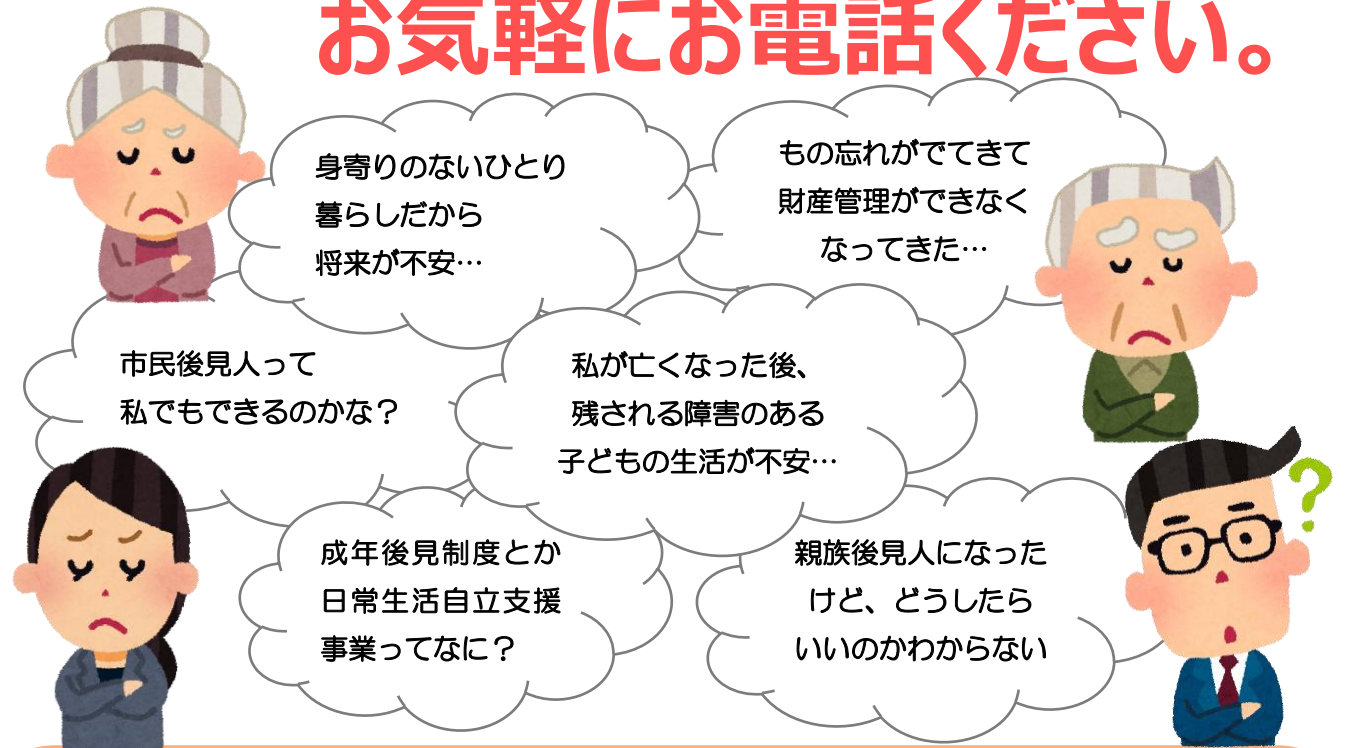 お気軽にお電話ください。
身寄りのないひとり
暮らしだから
将来が不安…
もの忘れがでてきて
財産管理ができなく
なってきた…
市民後見人って
私でもできるのかな？
私が亡くなった後、
残される障害のある
子どもの生活が不安…
成年後見制度とか
日常生活自立支援
事業ってなに？
親族後見人になった
けど、どうしたら
いいのかわからない
?